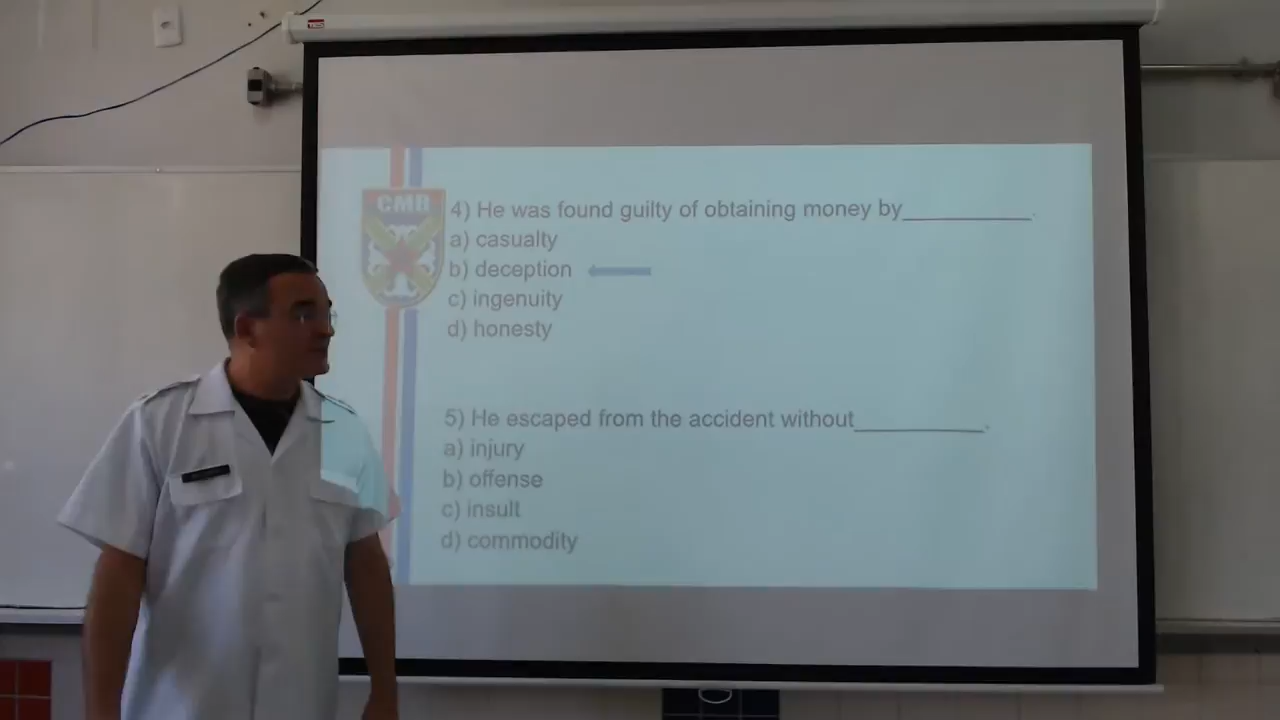 CMR
4) He was found guilty of obtaining money by___________.
a) casualty
b) deception
c) ingenuity
d) honesty
5) He escaped from the accident without___________.
a) injury
b) offense
c) insult
d) commodity